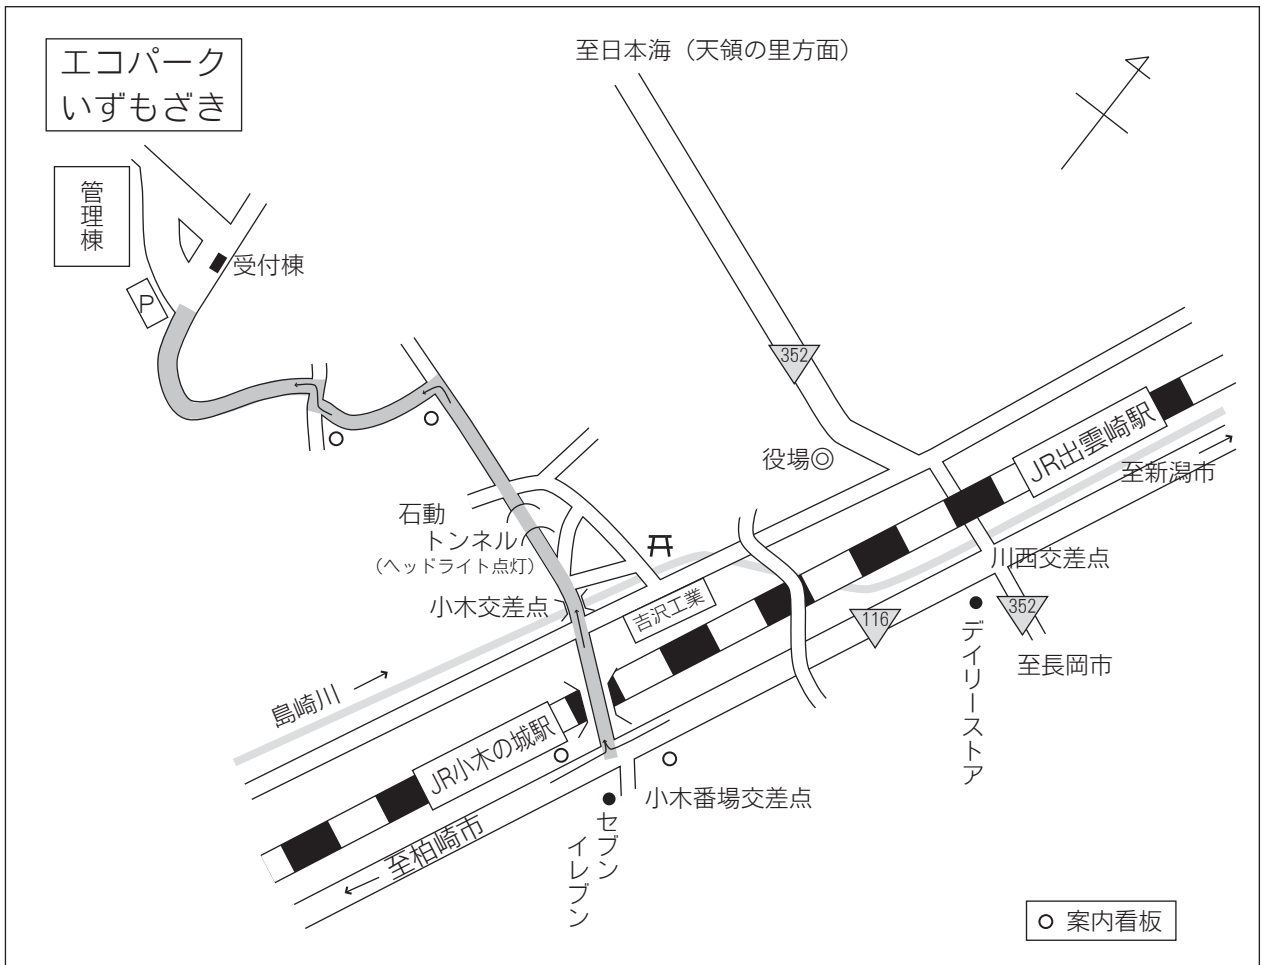 エコパーク
いずもざき
至日本海（天領の里方面）
管理棟
受付棟
P
352
役場◎
JR出雲崎駅
至新潟市
石動
トンネル
（ヘッドライト点灯）
川西交差点
小木交差点
吉沢工業
116
352
デイリーストア
至長岡市
島崎川
JR小木の城駅
小木番場交差点
セブン
イレブン
至柏崎市
案内看板